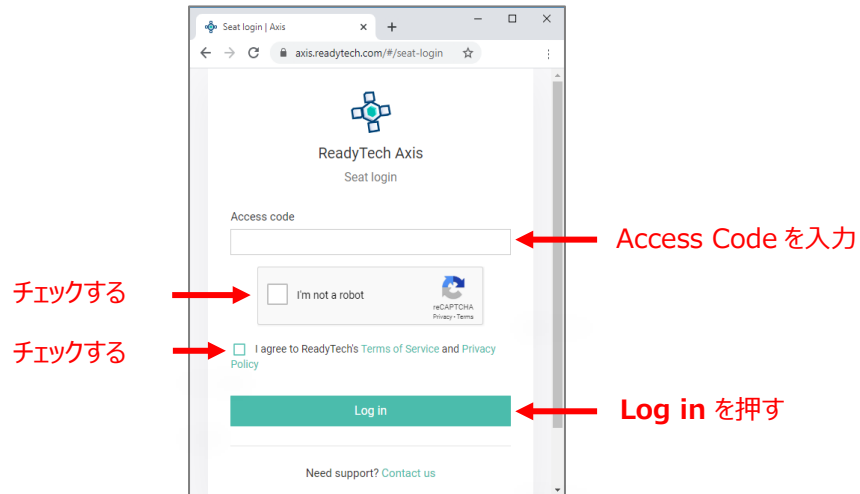 Seat login | Axis
axis.readytech.com/#/seat-login
ReadyTech Axis
Seat login
Access code
Access Code を入力
チェックする
I'm not a robot
reCAPTCHA
Privacy - Terms
チェックする
I agree to ReadyTech's Terms of Service and Privacy
Policy
Log in
Log in を押す
Need support? Contact us